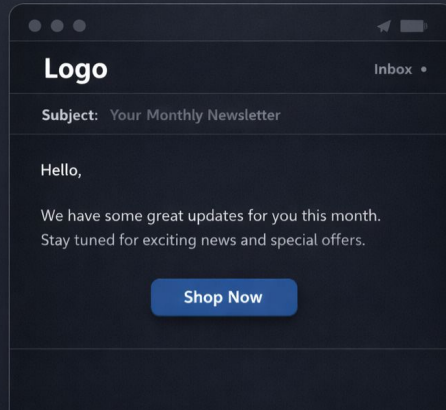 Logo
Inbox
Subject: Your Monthly Newsletter
Hello,
We have some great updates for you this month.
Stay tuned for exciting news and special offers.
Shop Now